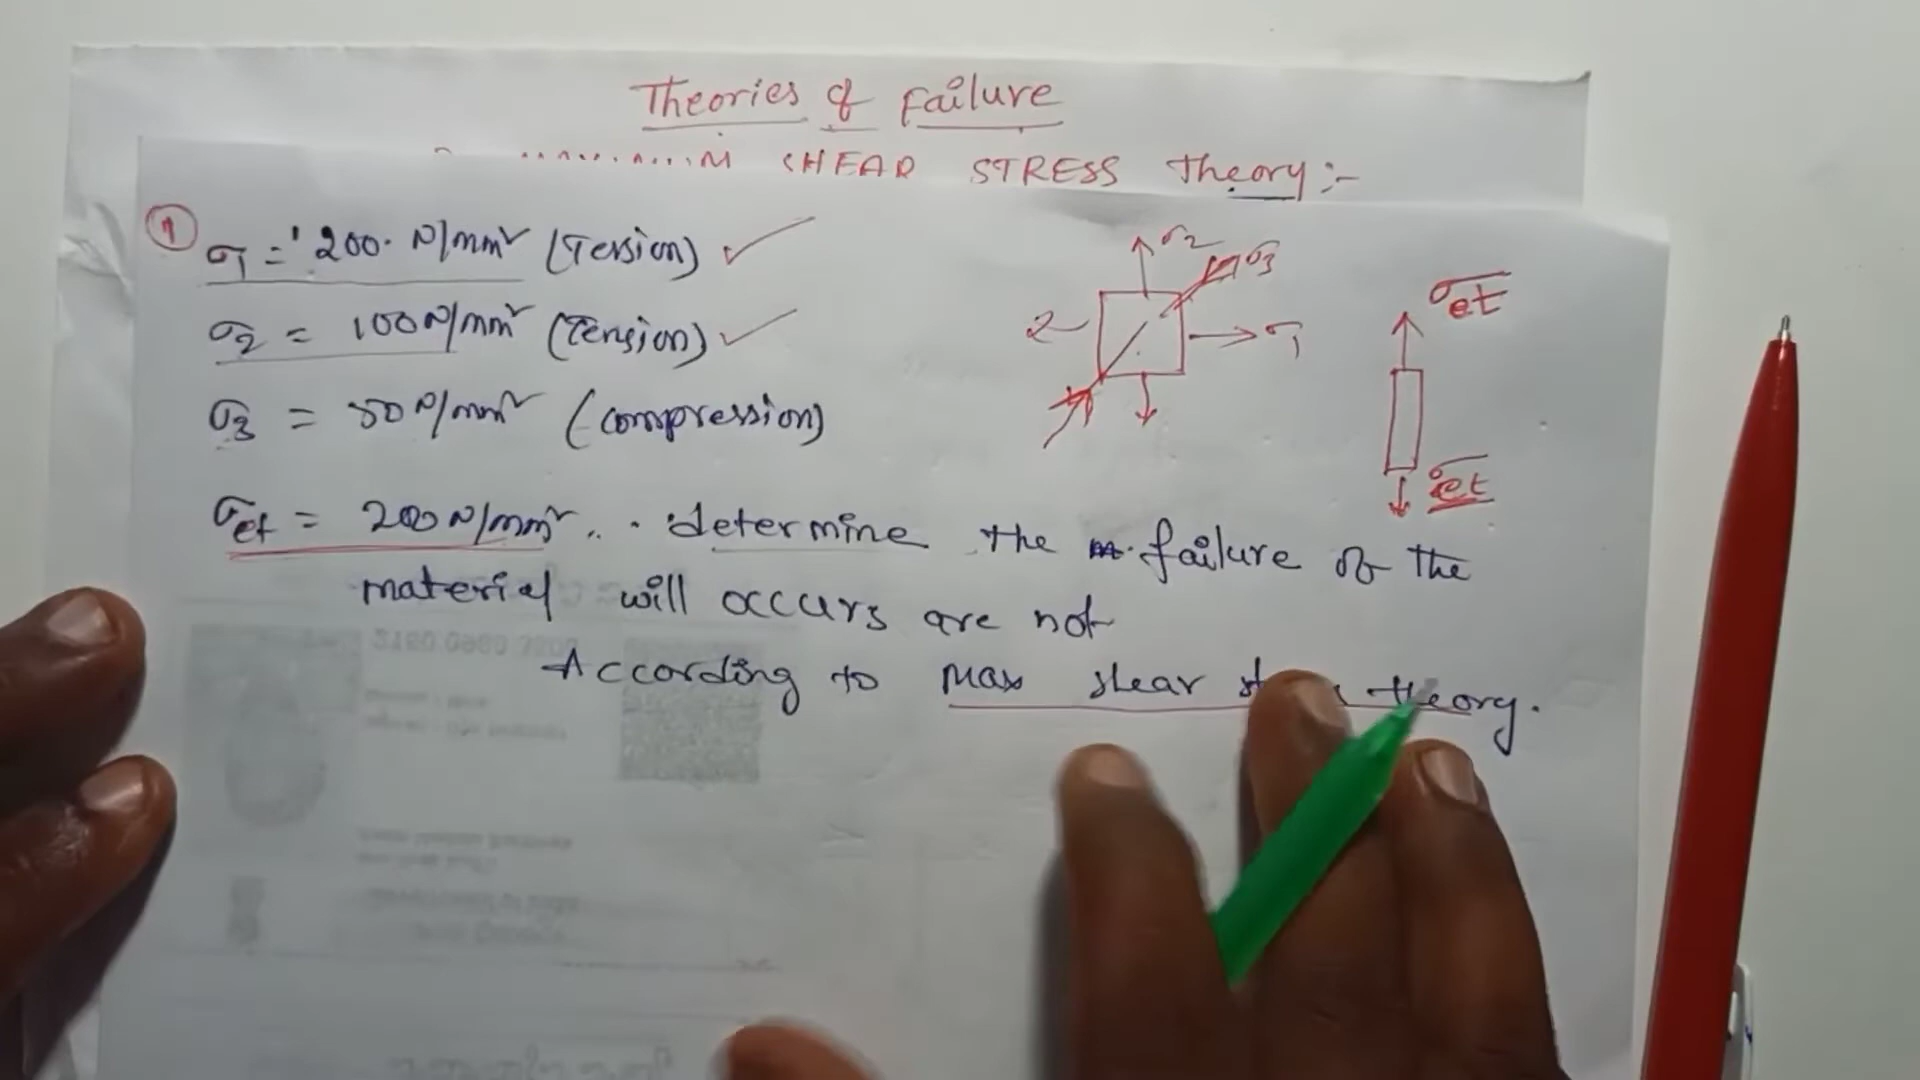 Theories of Failure
SHEAR STRESS Theory:-
1
σ1 = 200 N/mm² (Tension) ✓
σ2 = 100 N/mm² (Tension) ✓
σ3 = 50 N/mm² (compression)
σ2
σ3
2
σ1
σet
σet
σet = 200 N/mm² .. determine the failure of the
material will occurs are not
According to Max shear theory.